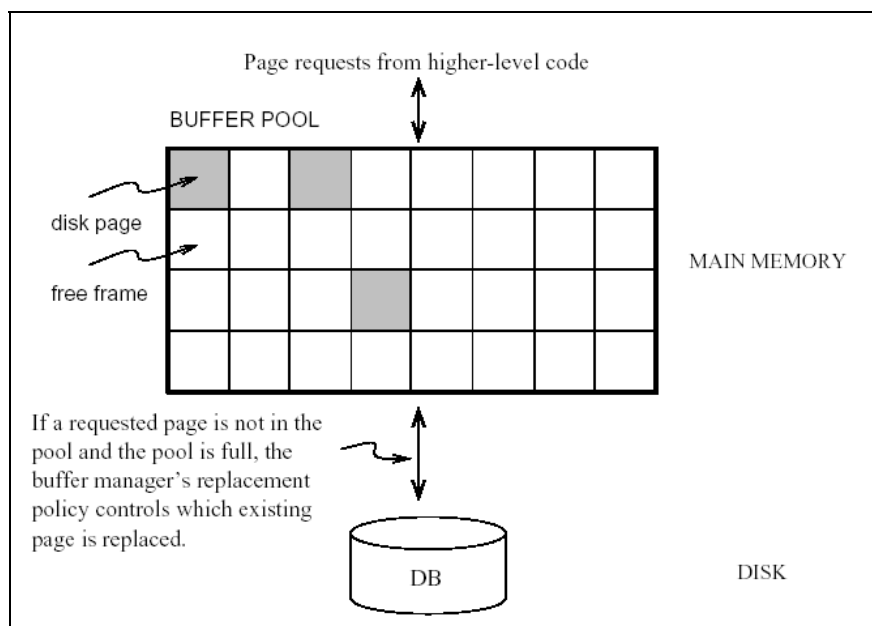 Page requests from higher-level code
BUFFER POOL
disk page
free frame
MAIN MEMORY
If a requested page is not in the
pool and the pool is full, the
buffer manager's replacement
policy controls which existing
page is replaced.
DB
DISK